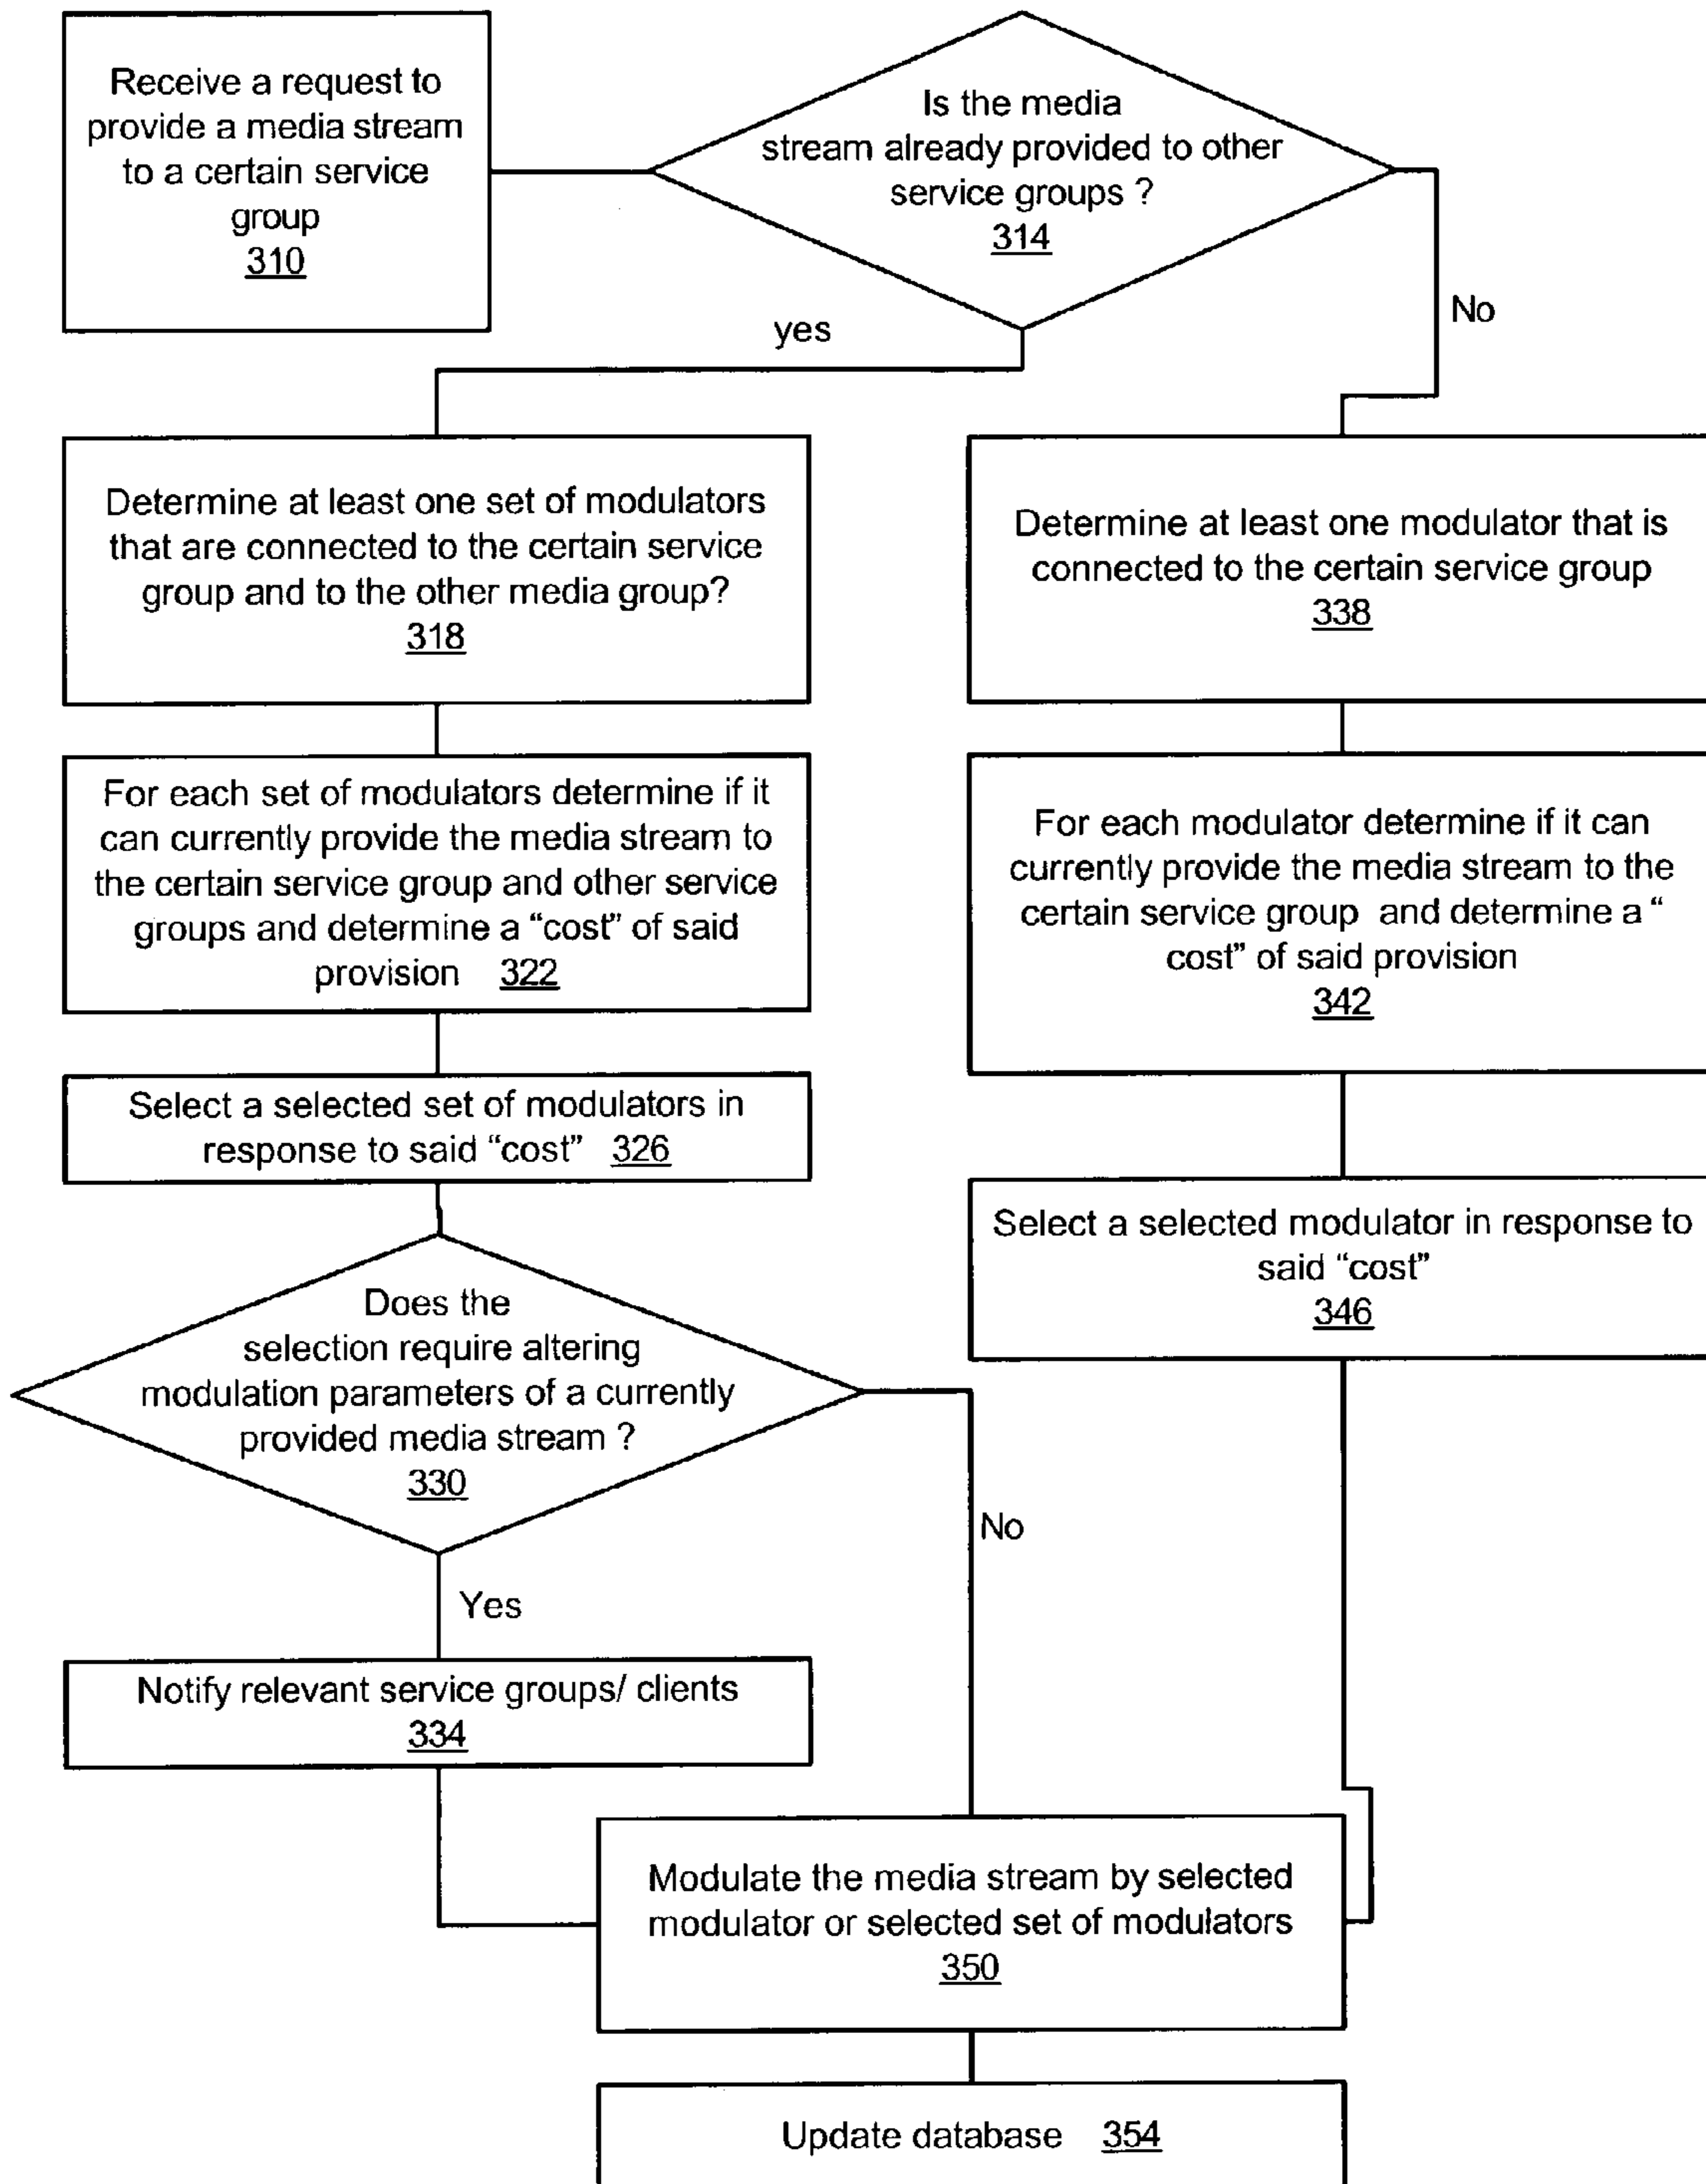 Receive a request to
provide a media stream
to a certain service
group
310
Is the media
stream already provided to other
service groups ?
314
yes
No
Determine at least one set of modulators
that are connected to the certain service
group and to the other media group?
318
Determine at least one modulator that is
connected to the certain service group
338
For each set of modulators determine if it
can currently provide the media stream to
the certain service group and other service
groups and determine a “cost” of said
provision 322
For each modulator determine if it can
currently provide the media stream to the
certain service group and determine a “
cost” of said provision
342
Select a selected set of modulators in
response to said “cost” 326
Select a selected modulator in response to
said “cost”
346
Does the
selection require altering
modulation parameters of a currently
provided media stream ?
330
No
Yes
Notify relevant service groups/ clients
334
Modulate the media stream by selected
modulator or selected set of modulators
350
Update database 354